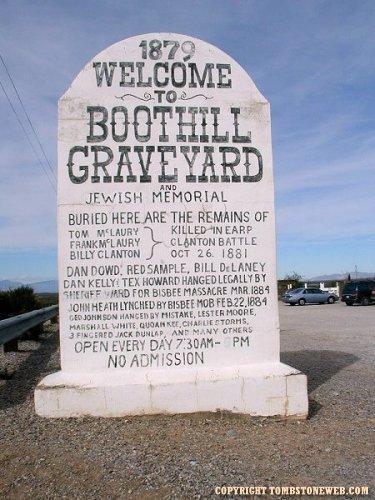 1879
WELCOME
TO
BOOTHILL
GRAVEYARD
AND
JEWISH MEMORIAL
BURIED HERE ARE THE REMAINS OF
TOM McLAURY
FRANK McLAURY
BILLY CLANTON
KILLED IN EARP
CLANTON BATTLE
OCT 26. 1881
DAN DOWD, RED SAMPLE, BILL DELANEY
DAN KELLY; TEX HOWARD HANGED LEGALLY BY
SHERIFF WARD FOR BISBEE MASSACRE MAR. 1884
JOHN HEATH LYNCHED BY BISBEE MOB FEB. 22, 1884
GEO JOHNSON HANGED BY MISTAKE, LESTER MOORE,
MARSHALL WHITE, QUONG KEE, CHARLIE STORMS,
3 FINGERED JACK DUNLAP, AND MANY OTHERS
OPEN EVERY DAY 7:30AM - PM
NO ADMISSION
COPYRIGHT TOMBSTONEWEB.COM